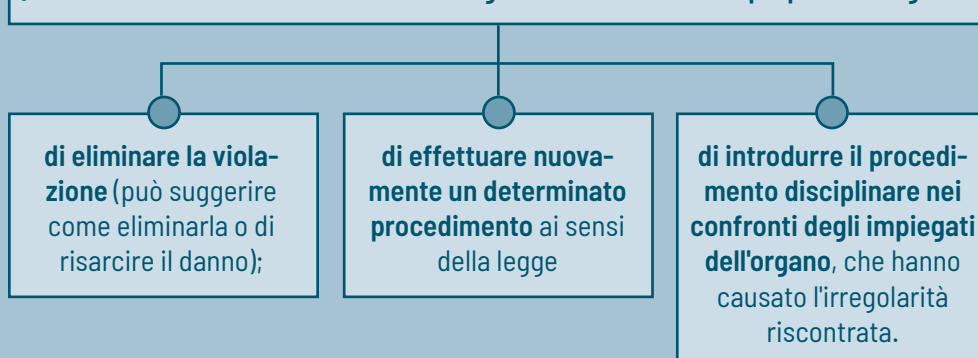 di eliminare la viola-
zione (può suggerire
come eliminarla o di
risarcire il danno);
di effettuare nuova-
mente un determinato
procedimento ai sensi
della legge
di introdurre il procedi-
mento disciplinare nei
confronti degli impiegati
dell'organo, che hanno
causato l'irregolarità
riscontrata.